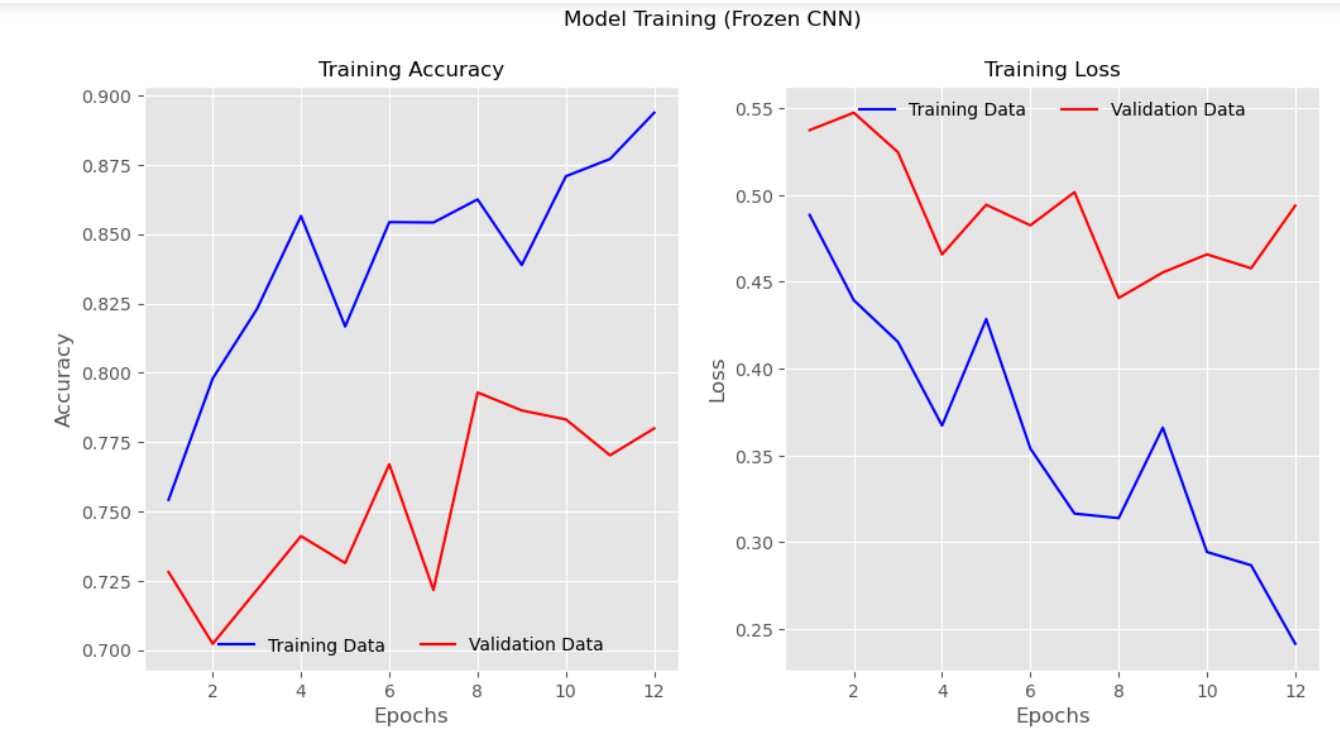 Model Training (Frozen CNN)
Training Accuracy
0.900
0.875
0.850
0.825
0.800
0.775
0.750
0.725
0.700
Accuracy
Training Data
Validation Data
2 4 6 8 10 12
Epochs
Training Loss
Training Data
Validation Data
0.55
0.50
0.45
0.40
0.35
0.30
0.25
Loss
2 4 6 8 10 12
Epochs